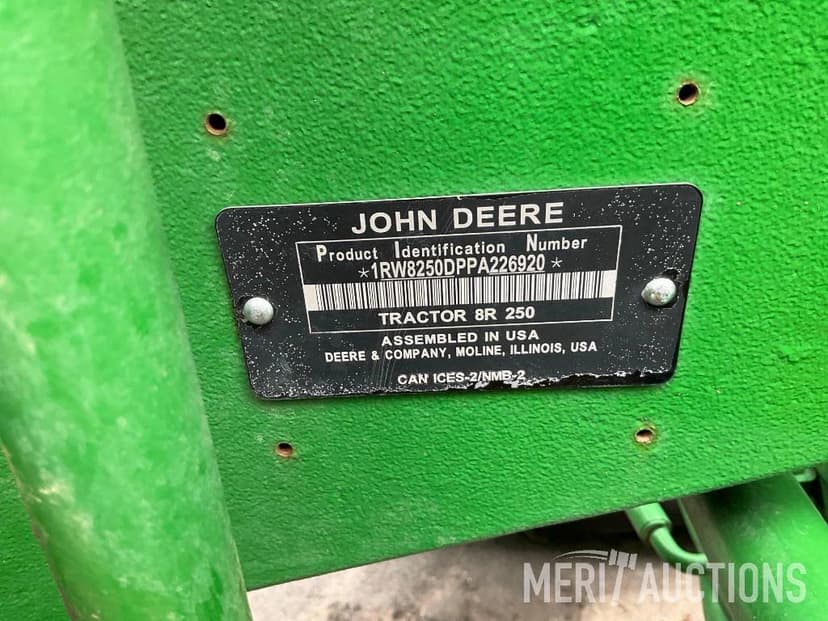 JOHN DEERE
Product Identification Number
*1RW8250DPPA226920*
TRACTOR 8R 250
ASSEMBLED IN USA
DEERE & COMPANY, MOLINE, ILLINOIS, USA
CAN ICES-2/NMB-2
MERIT AUCTIONS